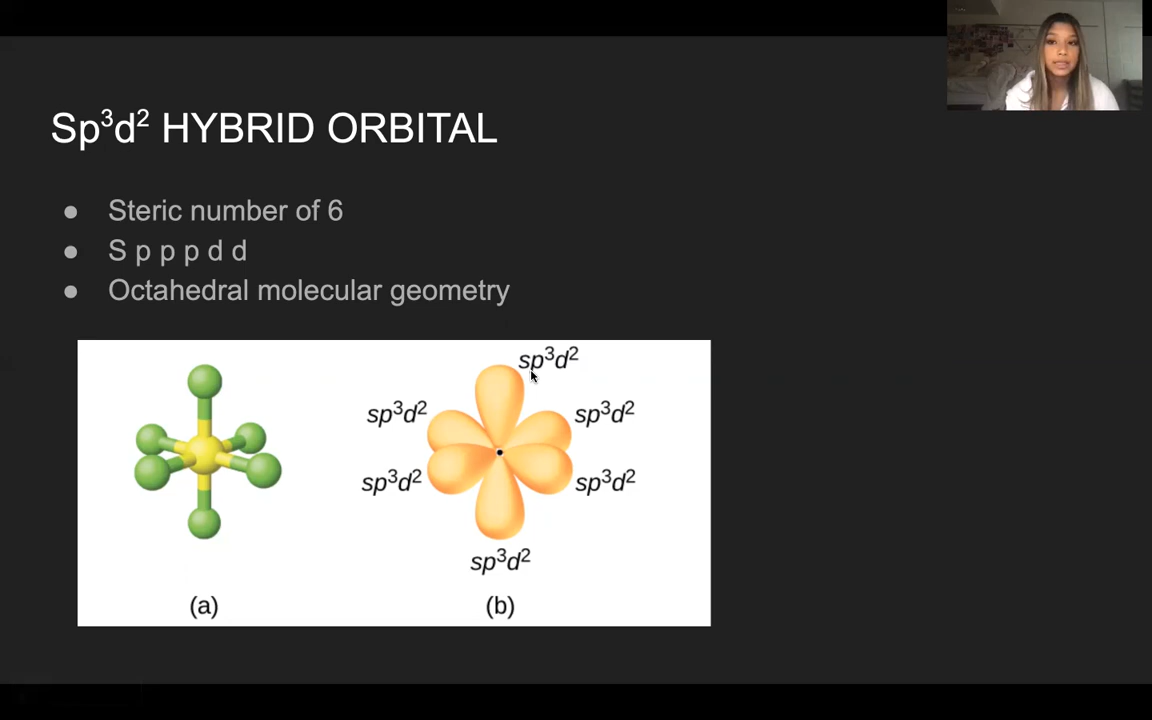 Sp³d² HYBRID ORBITAL
● Steric number of 6
● S p p p d d
● Octahedral molecular geometry
sp³d²
sp³d² sp³d²
sp³d² sp³d²
sp³d²
(a) (b)